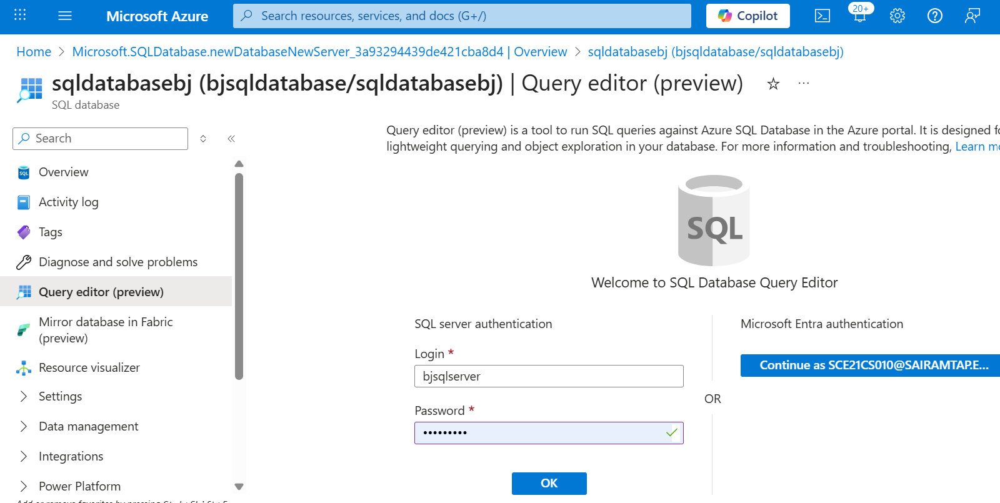 Microsoft Azure
Search resources, services, and docs (G+/)
Copilot
20+
Home > Microsoft.SQLDatabase.newDatabaseNewServer_3a93294439de421cba8d4 | Overview > sqldatabasebj (bjsqldatabase/sqldatabasebj)
sqldatabasebj (bjsqldatabase/sqldatabasebj) | Query editor (preview)
SQL database
Search
Overview
Activity log
Tags
Diagnose and solve problems
Query editor (preview)
Mirror database in Fabric
(preview)
Resource visualizer
Settings
Data management
Integrations
Power Platform
Query editor (preview) is a tool to run SQL queries against Azure SQL Database in the Azure portal. It is designed
lightweight querying and object exploration in your database. For more information and troubleshooting, Learn
SQL
Welcome to SQL Database Query Editor
SQL server authentication
Login *
bjsqlserver
Password *
•••••••••
OK
OR
Microsoft Entra authentication
Continue as SCE21CS010@SAIRAMTAP.E...